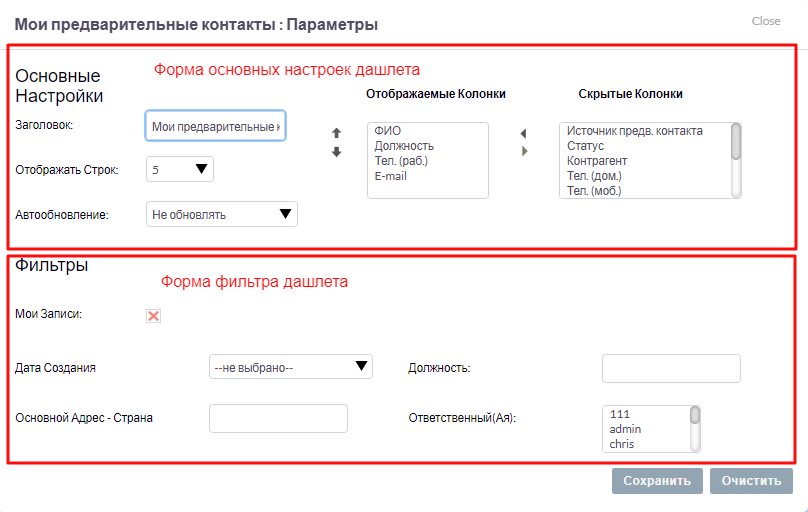 Мои предварительные контакты : Параметры
Close
Основные
Настройки
Форма основных настроек дашлета
Отображаемые Колонки
Скрытые Колонки
Заголовок:
Мои предварительные к
ФИО
Должность
Тел. (раб.)
E-mail
Источник предв. контакта
Статус
Контрагент
Тел. (дом.)
Тел. (моб.)
Отображать Строк:
5
Автообновление:
Не обновлять
Фильтры
Форма фильтра дашлета
Мои Записи:
Дата Создания
--не выбрано--
Должность:
Основной Адрес - Страна
Ответственный(Ая):
111
admin
chris
Сохранить
Очистить